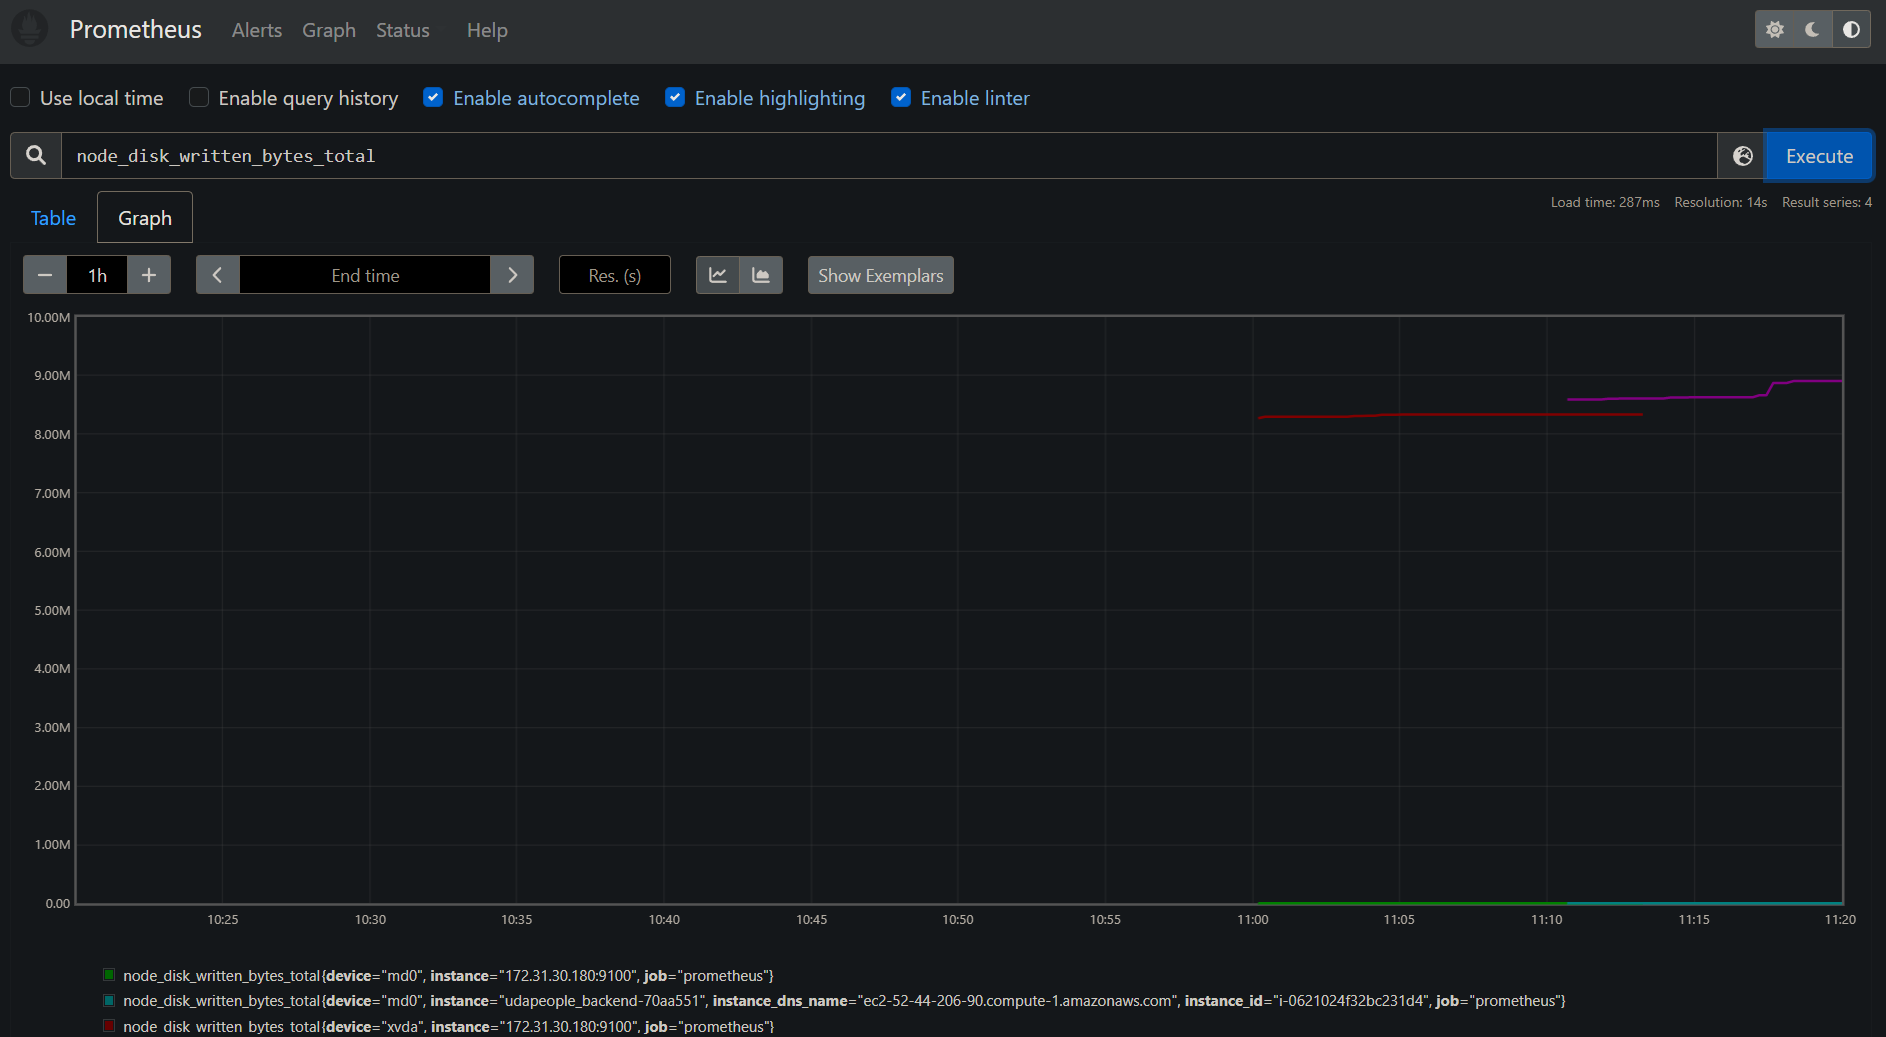 Prometheus Alerts Graph Status Help
Use local time Enable query history Enable autocomplete Enable highlighting Enable linter
node_disk_written_bytes_total Execute
Table Graph Load time: 287ms Resolution: 14s Result series: 4
− 1h + End time Res. (s) Show Exemplars
10.00M
9.00M
8.00M
7.00M
6.00M
5.00M
4.00M
3.00M
2.00M
1.00M
0.00
10:25 10:30 10:35 10:40 10:45 10:50 10:55 11:00 11:05 11:10 11:15 11:20
node_disk_written_bytes_total{device="md0", instance="172.31.30.180:9100", job="prometheus"}
node_disk_written_bytes_total{device="md0", instance="udapeople_backend-70aa551", instance_dns_name="ec2-52-44-206-90.compute-1.amazonaws.com", instance_id="i-0621024f32bc231d4", job="prometheus"}
node_disk_written_bytes_total{device="xvda", instance="172.31.30.180:9100", job="prometheus"}